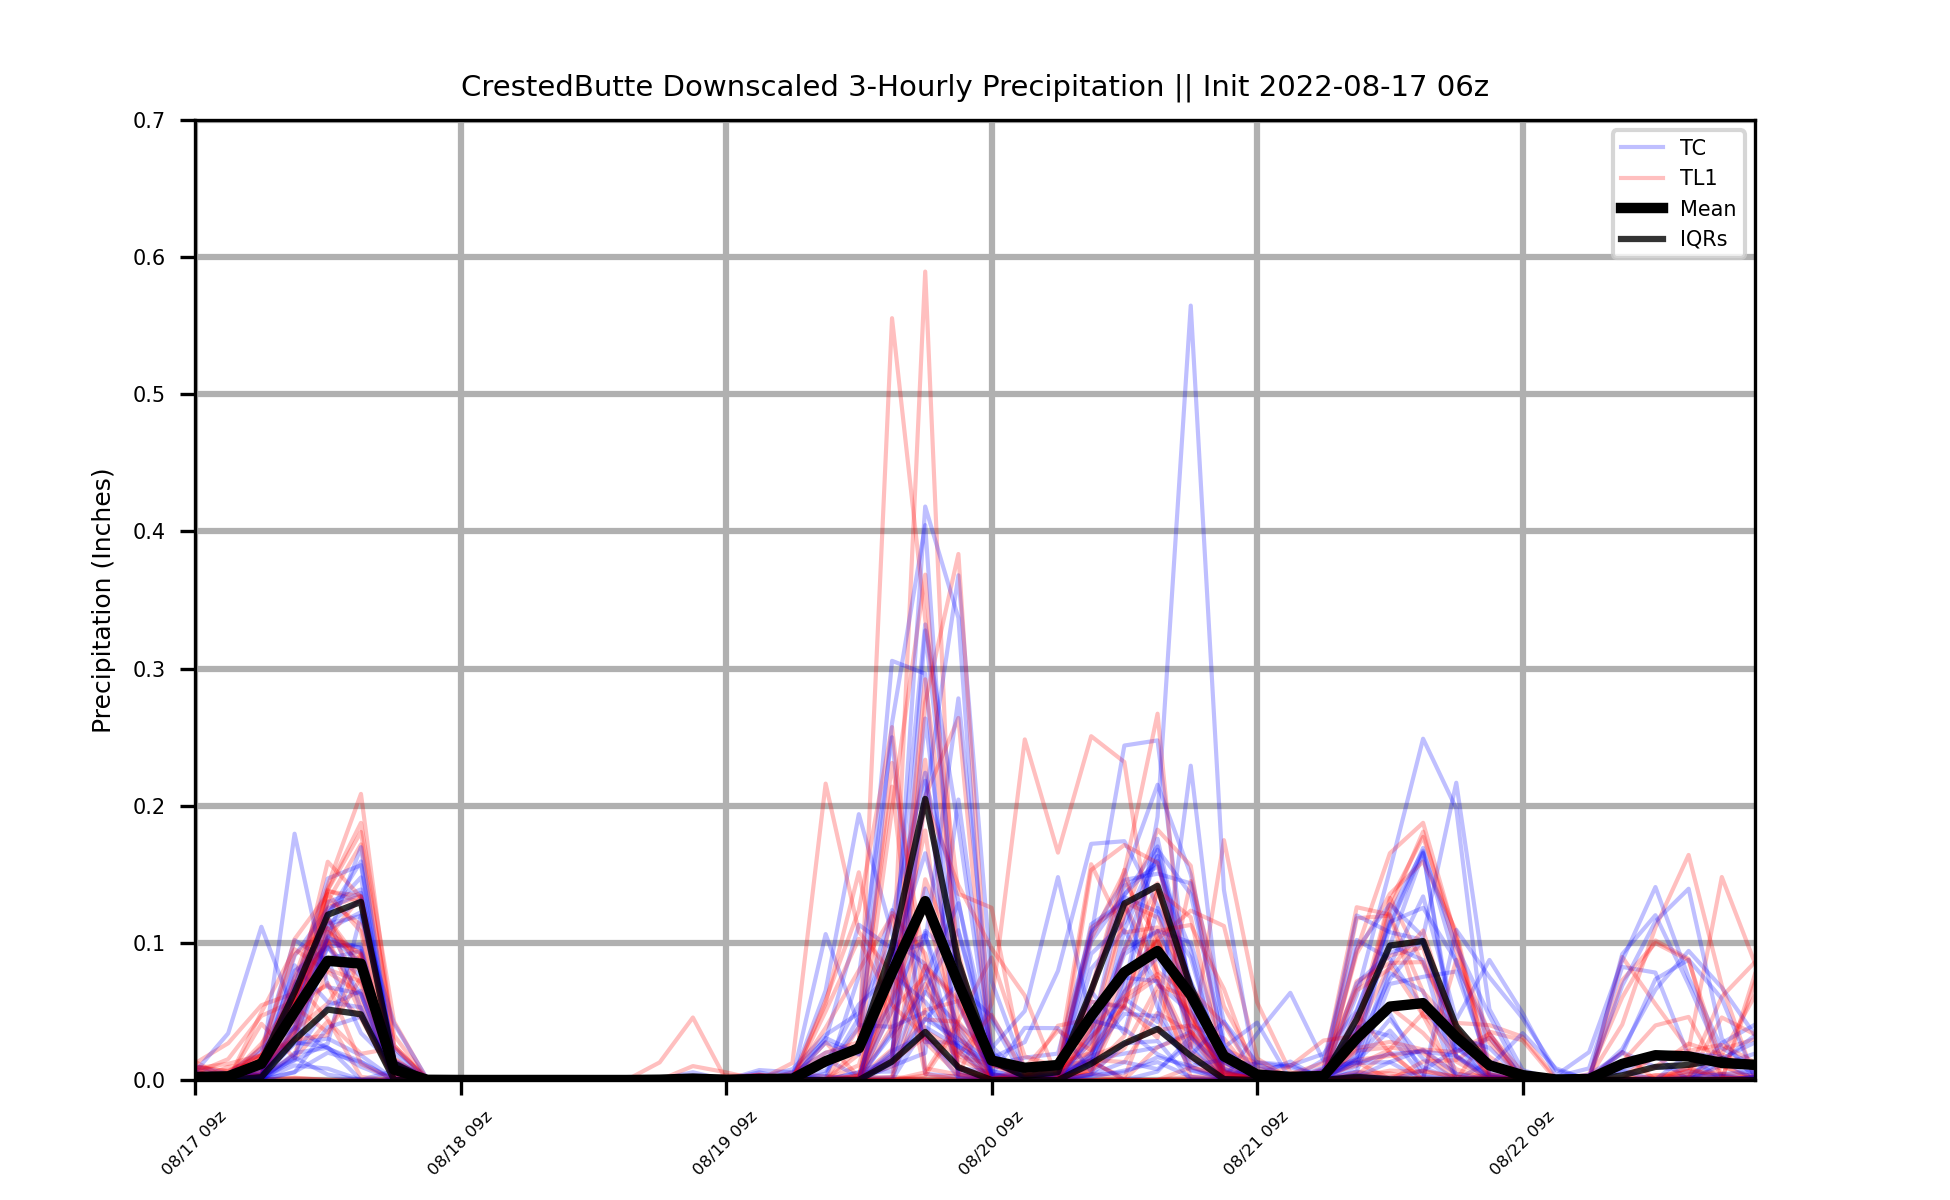 CrestedButte Downscaled 3-Hourly Precipitation || Init 2022-08-17 06z
TC
TL1
Mean
IQRs
Precipitation (Inches)
0.7
0.6
0.5
0.4
0.3
0.2
0.1
0.0
08/17 09z
08/18 09z
08/19 09z
08/20 09z
08/21 09z
08/22 09z